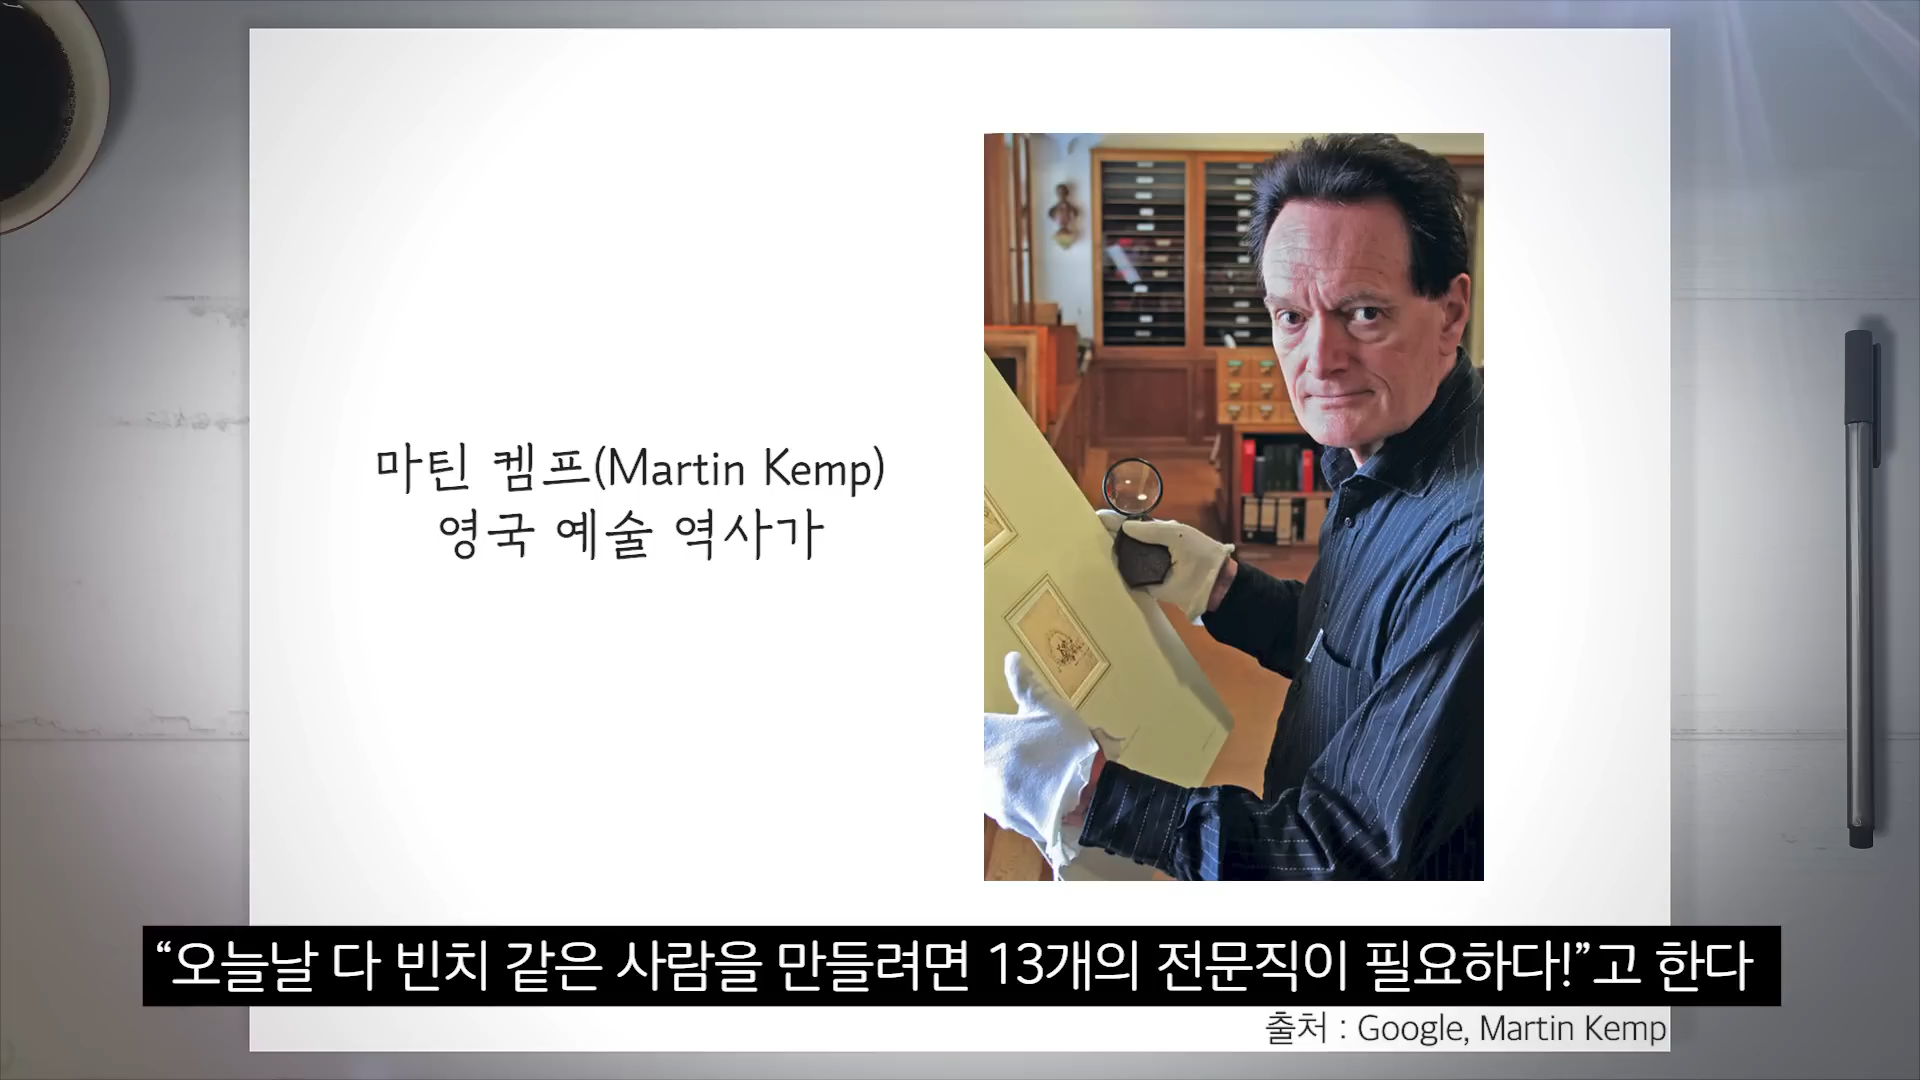 마틴 켐프(Martin Kemp)
영국 예술 역사가
“오늘날 다 빈치 같은 사람을 만들려면 13개의 전문직이 필요하다!”고 한다
출처 : Google, Martin Kemp